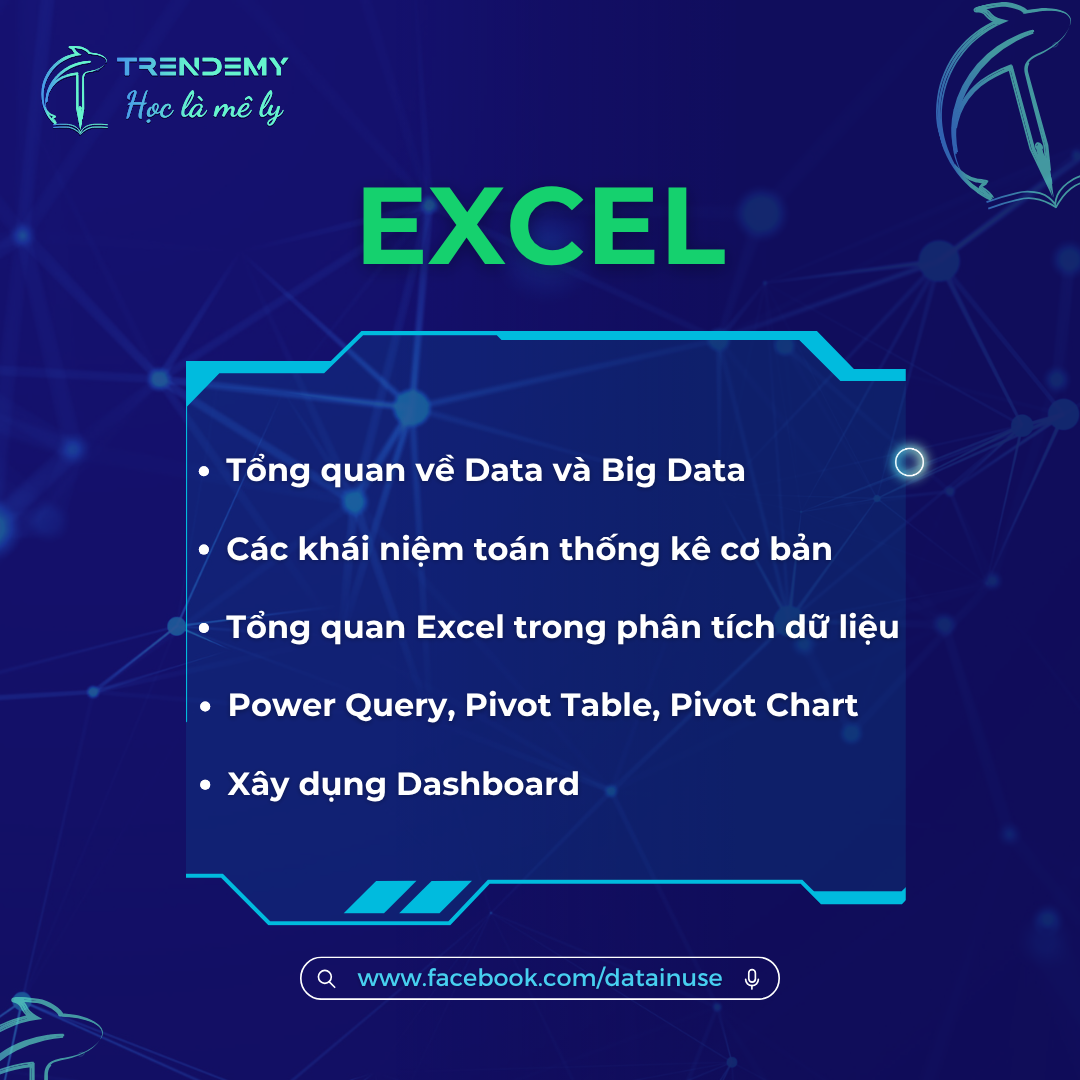 TRENDEMY
Học là mê ly
EXCEL
• Tổng quan về Data và Big Data
• Các khái niệm toán thống kê cơ bản
• Tổng quan Excel trong phân tích dữ liệu
• Power Query, Pivot Table, Pivot Chart
• Xây dụng Dashboard
www.facebook.com/datainuse